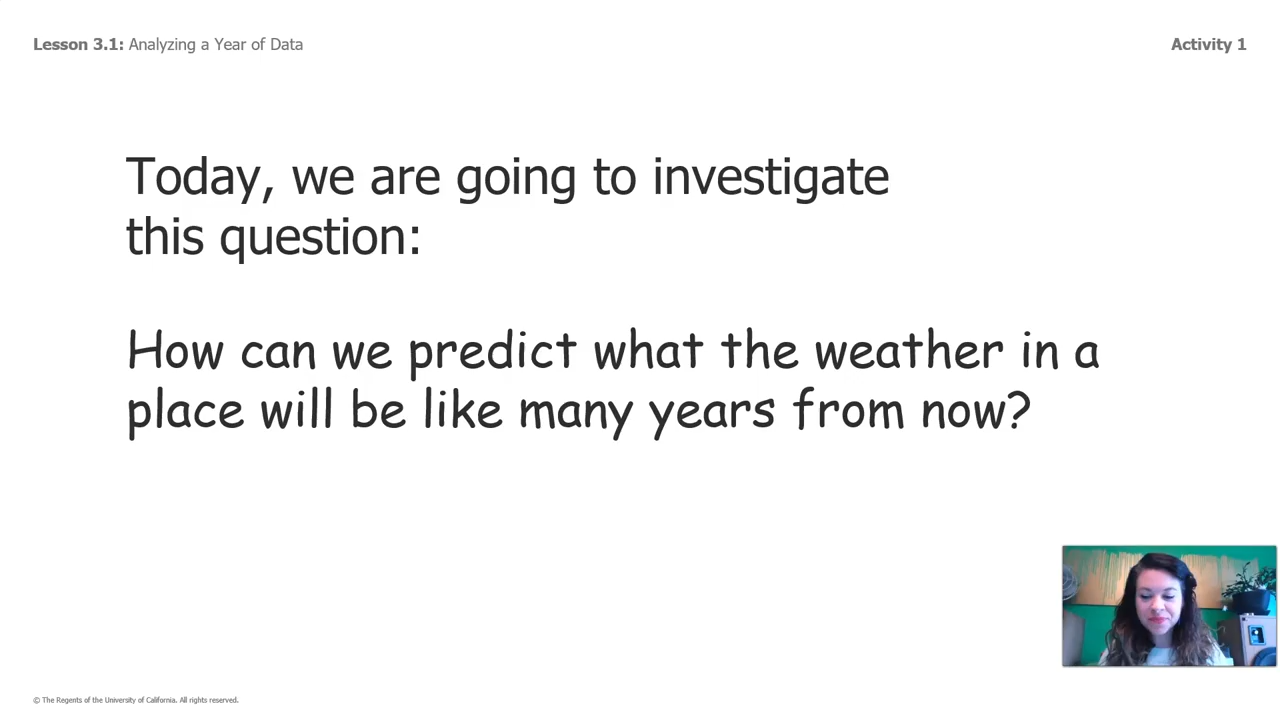 Lesson 3.1: Analyzing a Year of Data
Activity 1
Today, we are going to investigate
this question:
How can we predict what the weather in a
place will be like many years from now?
© The Regents of the University of California. All rights reserved.